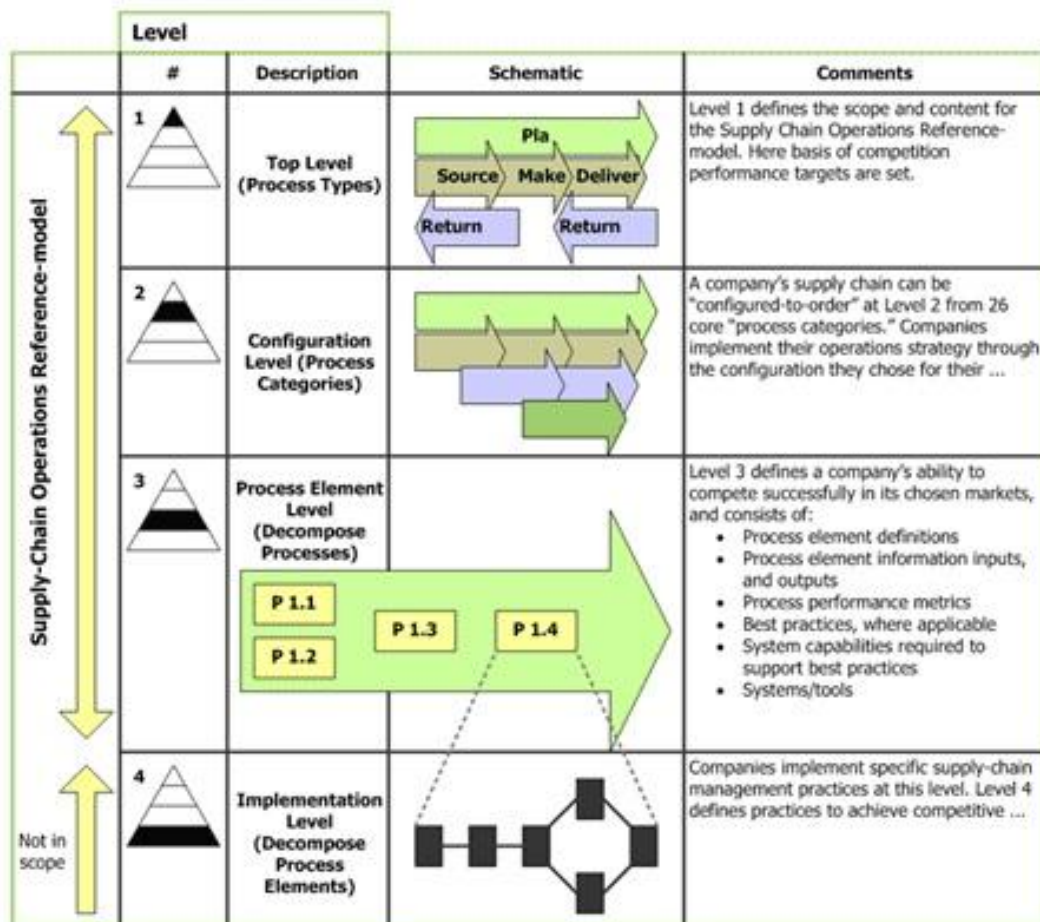 Level
#
Description
Schematic
Comments
Supply-Chain Operations Reference-model
1
Top Level
(Process Types)
Pla
Source
Make
Deliver
Return
Return
Level 1 defines the scope and content for
the Supply Chain Operations Reference-
model. Here basis of competition
performance targets are set.
2
Configuration
Level (Process
Categories)
A company's supply chain can be
"configured-to-order" at Level 2 from 26
core "process categories." Companies
implement their operations strategy through
the configuration they chose for their ...
3
Process Element
Level
(Decompose
Processes)
P 1.1
P 1.2
P 1.3
P 1.4
Level 3 defines a company's ability to
compete successfully in its chosen markets,
and consists of:
• Process element definitions
• Process element information inputs,
and outputs
• Process performance metrics
• Best practices, where applicable
• System capabilities required to
support best practices
• Systems/tools
Not in
scope
4
Implementation
Level
(Decompose
Process
Elements)
Companies implement specific supply-chain
management practices at this level. Level 4
defines practices to achieve competitive ...